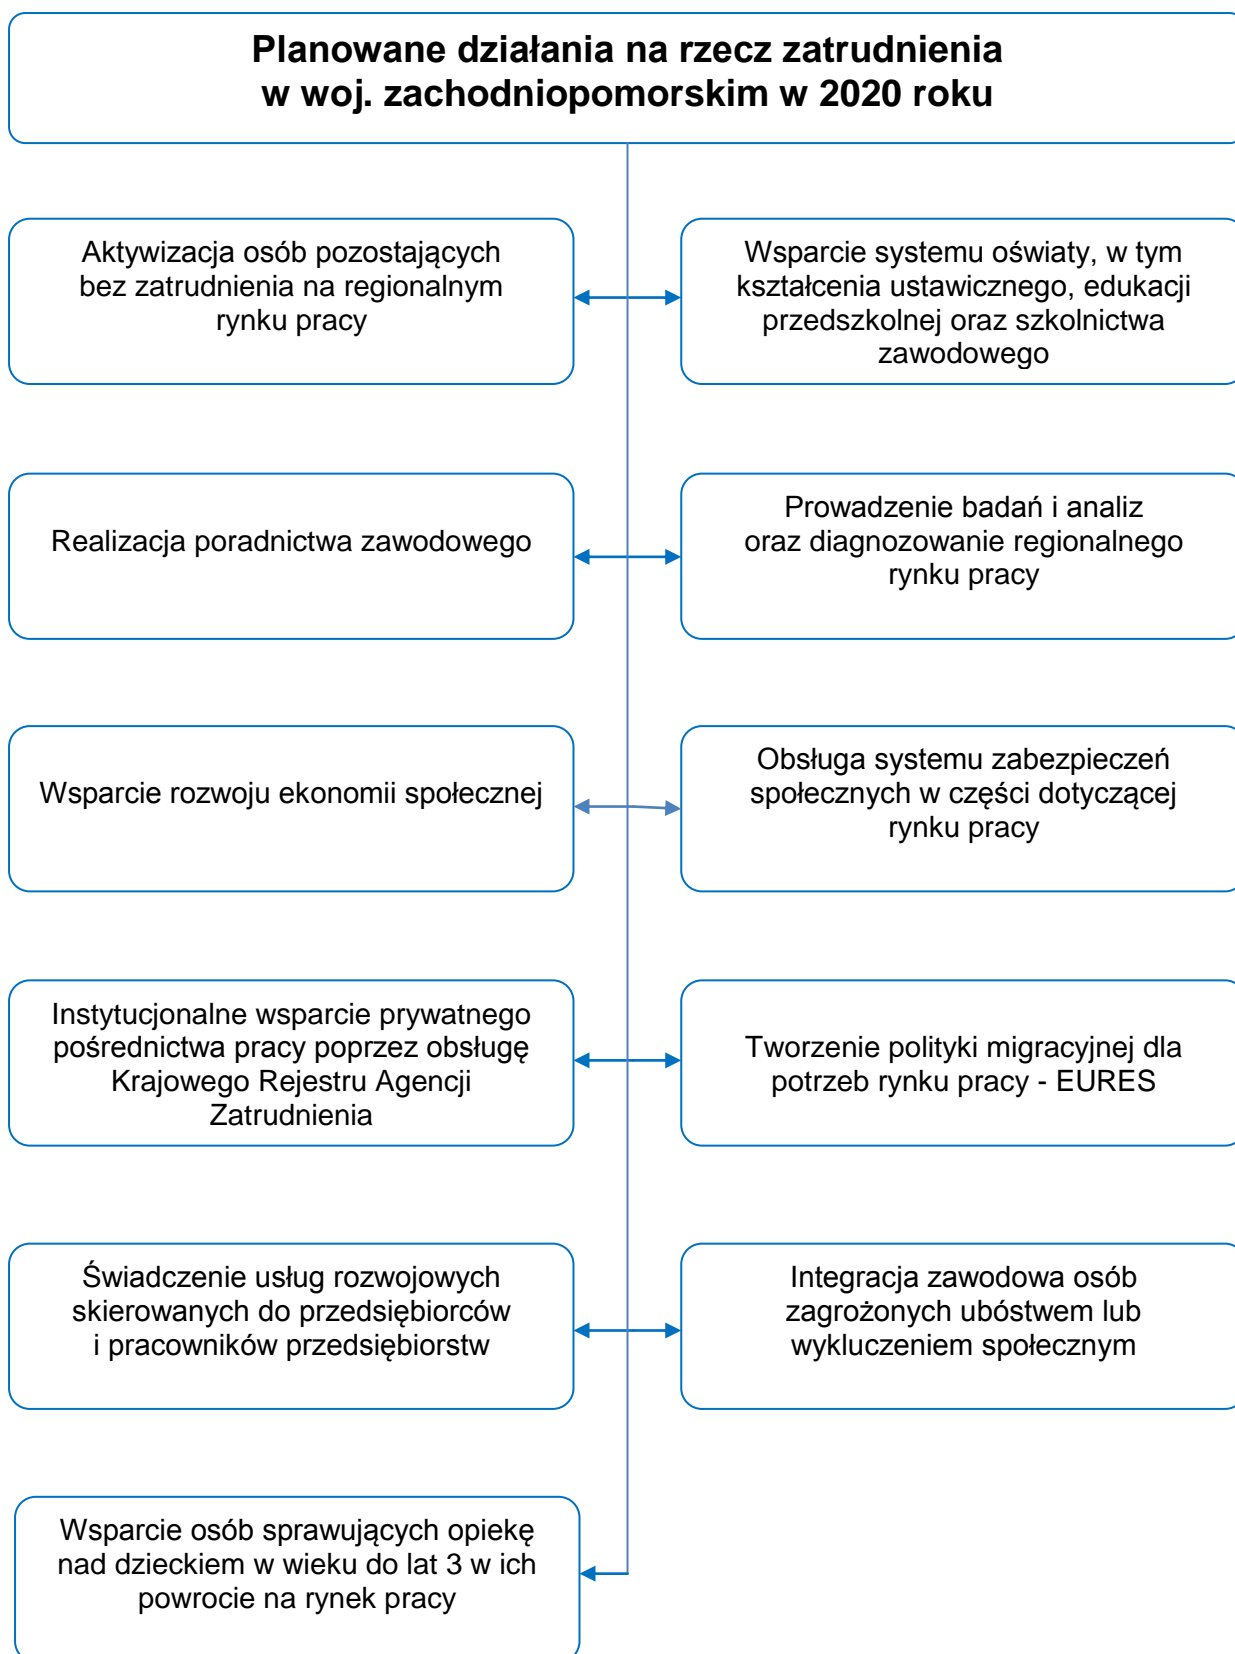 Planowane działania na rzecz zatrudnienia
w woj. zachodniopomorskim w 2020 roku
Aktywizacja osób pozostających
bez zatrudnienia na regionalnym
rynku pracy
Wsparcie systemu oświaty, w tym
kształcenia ustawicznego, edukacji
przedszkolnej oraz szkolnictwa
zawodowego
Realizacja poradnictwa zawodowego
Prowadzenie badań i analiz
oraz diagnozowanie regionalnego
rynku pracy
Wsparcie rozwoju ekonomii społecznej
Obsługa systemu zabezpieczeń
społecznych w części dotyczącej
rynku pracy
Instytucjonalne wsparcie prywatnego
pośrednictwa pracy poprzez obsługę
Krajowego Rejestru Agencji
Zatrudnienia
Tworzenie polityki migracyjnej dla
potrzeb rynku pracy - EURES
Świadczenie usług rozwojowych
skierowanych do przedsiębiorców
i pracowników przedsiębiorstw
Integracja zawodowa osób
zagrożonych ubóstwem lub
wykluczeniem społecznym
Wsparcie osób sprawujących opiekę
nad dzieckiem w wieku do lat 3 w ich
powrocie na rynek pracy